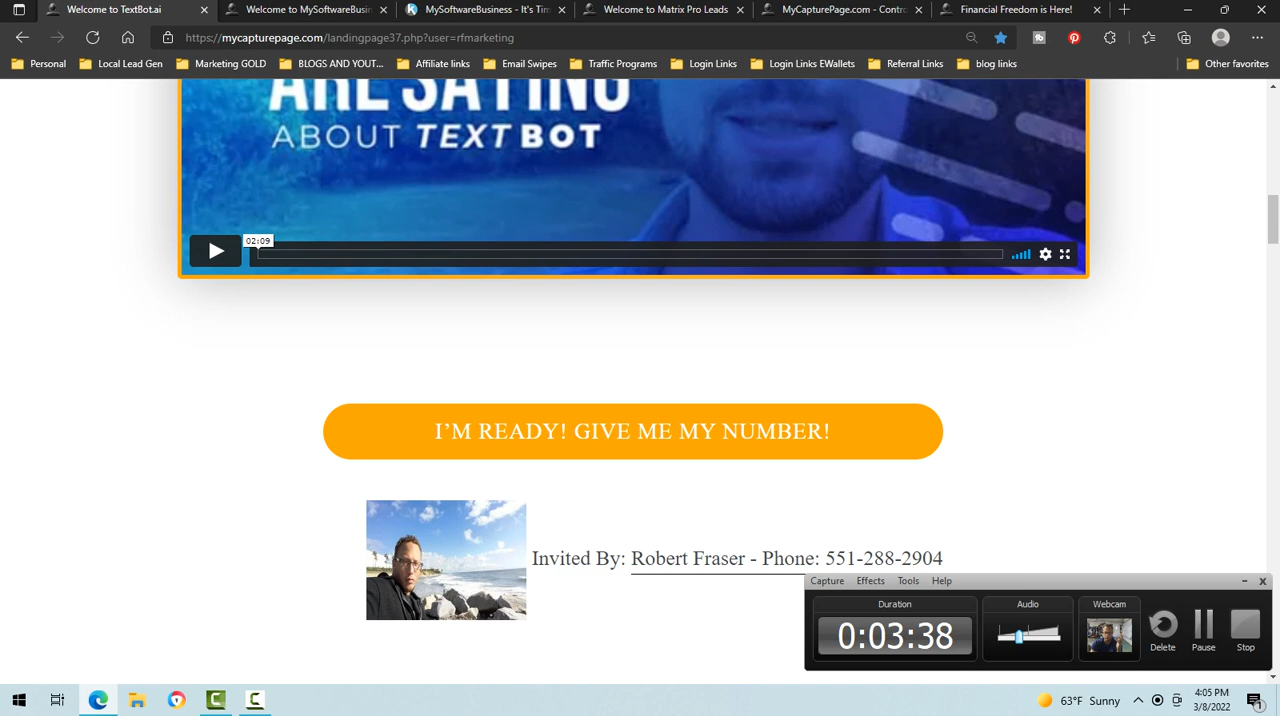 Welcome to TextBot.ai
Welcome to MySoftwareBusin
MySoftwareBusiness - It's Tim
Welcome to Matrix Pro Leads
MyCapturePage.com - Contro
Financial Freedom is Here!
https://mycapturepage.com/landingpage37.php?user=rfmarketing
Personal
Local Lead Gen
Marketing GOLD
BLOGS AND YOUT...
Affiliate links
Email Swipes
Traffic Programs
Login Links
Login Links EWallets
Referral Links
blog links
Other favorites
ARE SAYING
ABOUT TEXTBOT
02:09
I'M READY! GIVE ME MY NUMBER!
Invited By: Robert Fraser - Phone: 551-288-2904
Capture Effects Tools Help
Duration
0:03:38
Audio
Webcam
Delete
Pause
Stop
63°F Sunny
4:05 PM
3/8/2022
1